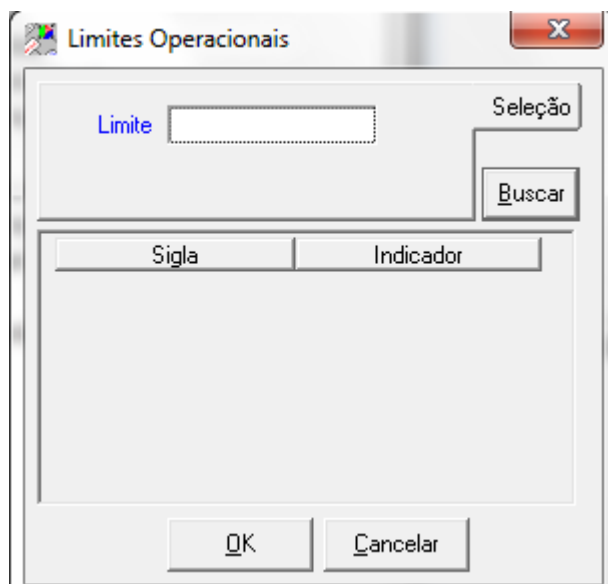 Limites Operacionais
Seleção
Limite
Buscar
Sigla Indicador
OK Cancelar